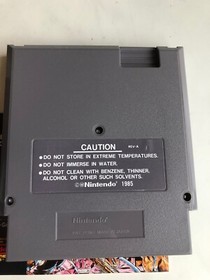 CAUTION REV-A
• DO NOT STORE IN EXTREME TEMPERATURES.
• DO NOT IMMERSE IN WATER.
• DO NOT CLEAN WITH BENZENE, THINNER,
ALCOHOL OR OTHER SUCH SOLVENTS.
©®Nintendo® 1985
Nintendo®